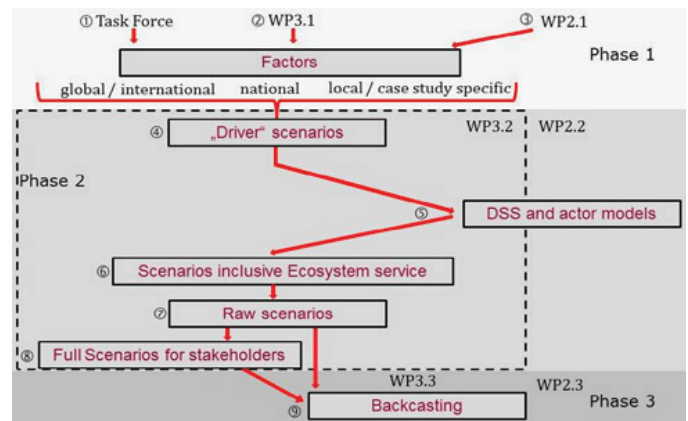 ① Task Force
② WP3.1
③ WP2.1
Phase 1
Factors
global / international
national
local / case study specific
④
„Driver“ scenarios
WP3.2
WP2.2
Phase 2
⑤
DSS and actor models
⑥
Scenarios inclusive Ecosystem service
⑦
Raw scenarios
⑧
Full Scenarios for stakeholders
WP3.3
WP2.3
⑨
Backcasting
Phase 3